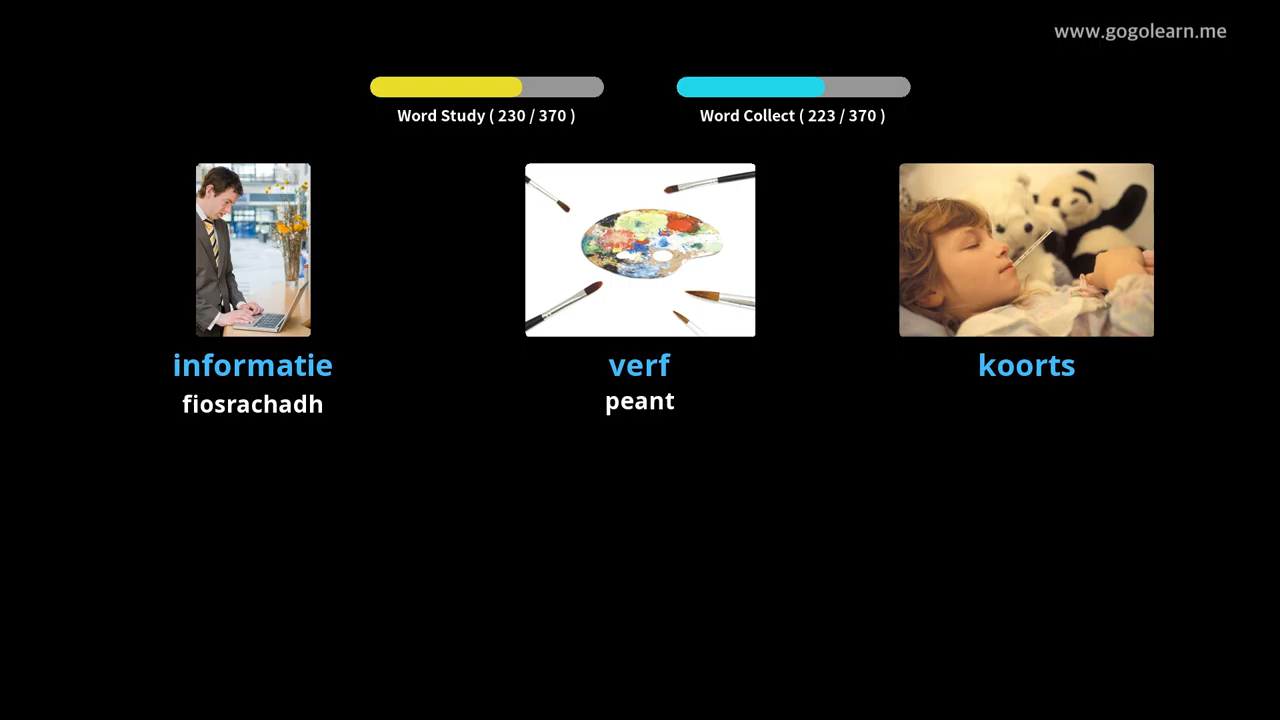 www.gogolearn.me
Word Study ( 230 / 370 )
Word Collect ( 223 / 370 )
informatie
fiosrachadh
verf
peant
koorts